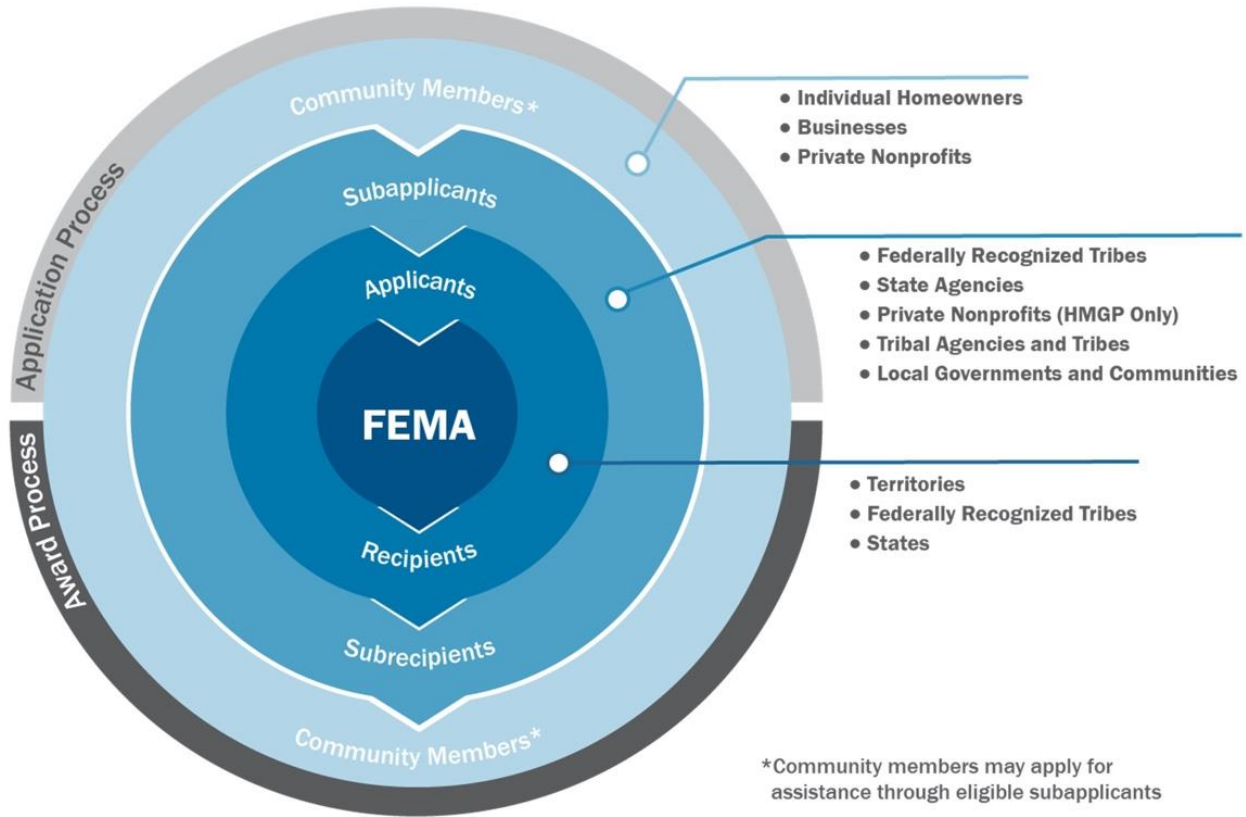 Application Process
Award Process
Community Members*
Subapplicants
Applicants
FEMA
Recipients
Subrecipients
Community Members*
● Individual Homeowners
● Businesses
● Private Nonprofits
● Federally Recognized Tribes
● State Agencies
● Private Nonprofits (HMGP Only)
● Tribal Agencies and Tribes
● Local Governments and Communities
● Territories
● Federally Recognized Tribes
● States
*Community members may apply for
assistance through eligible subapplicants